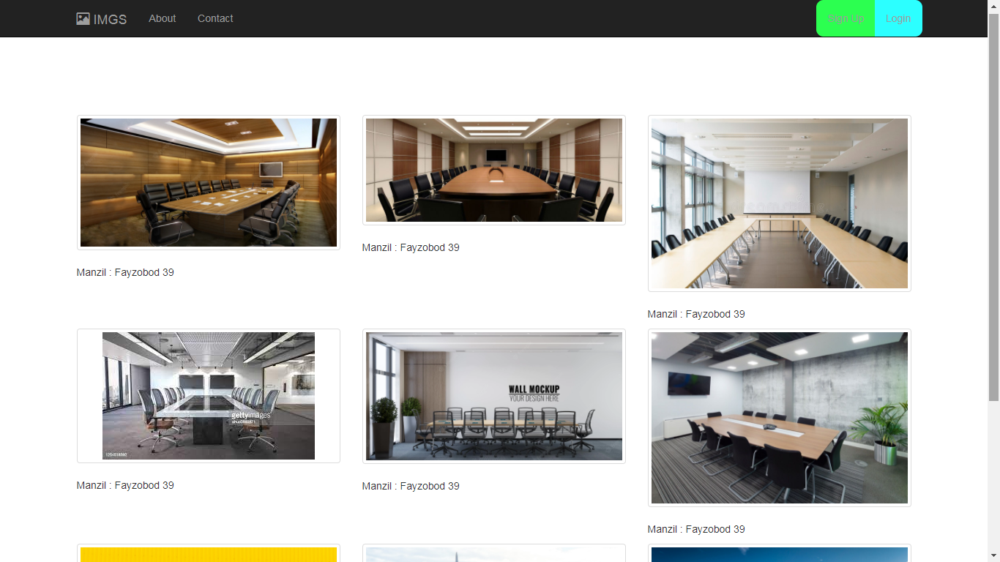 IMGS
About
Contact
Sign Up
Login
Manzil : Fayzobod 39
Manzil : Fayzobod 39
Manzil : Fayzobod 39
gettyimages
WALL MOCKUP
YOUR DESIGN HERE
Manzil : Fayzobod 39
Manzil : Fayzobod 39
Manzil : Fayzobod 39